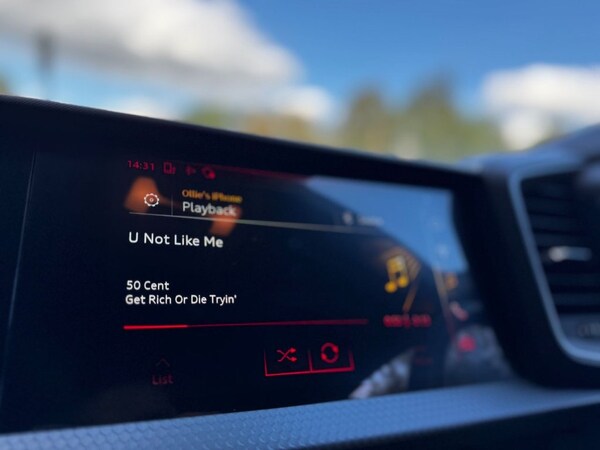 14:31
Ollie's iPhone
Playback
U Not Like Me
50 Cent
Get Rich Or Die Tryin'
List